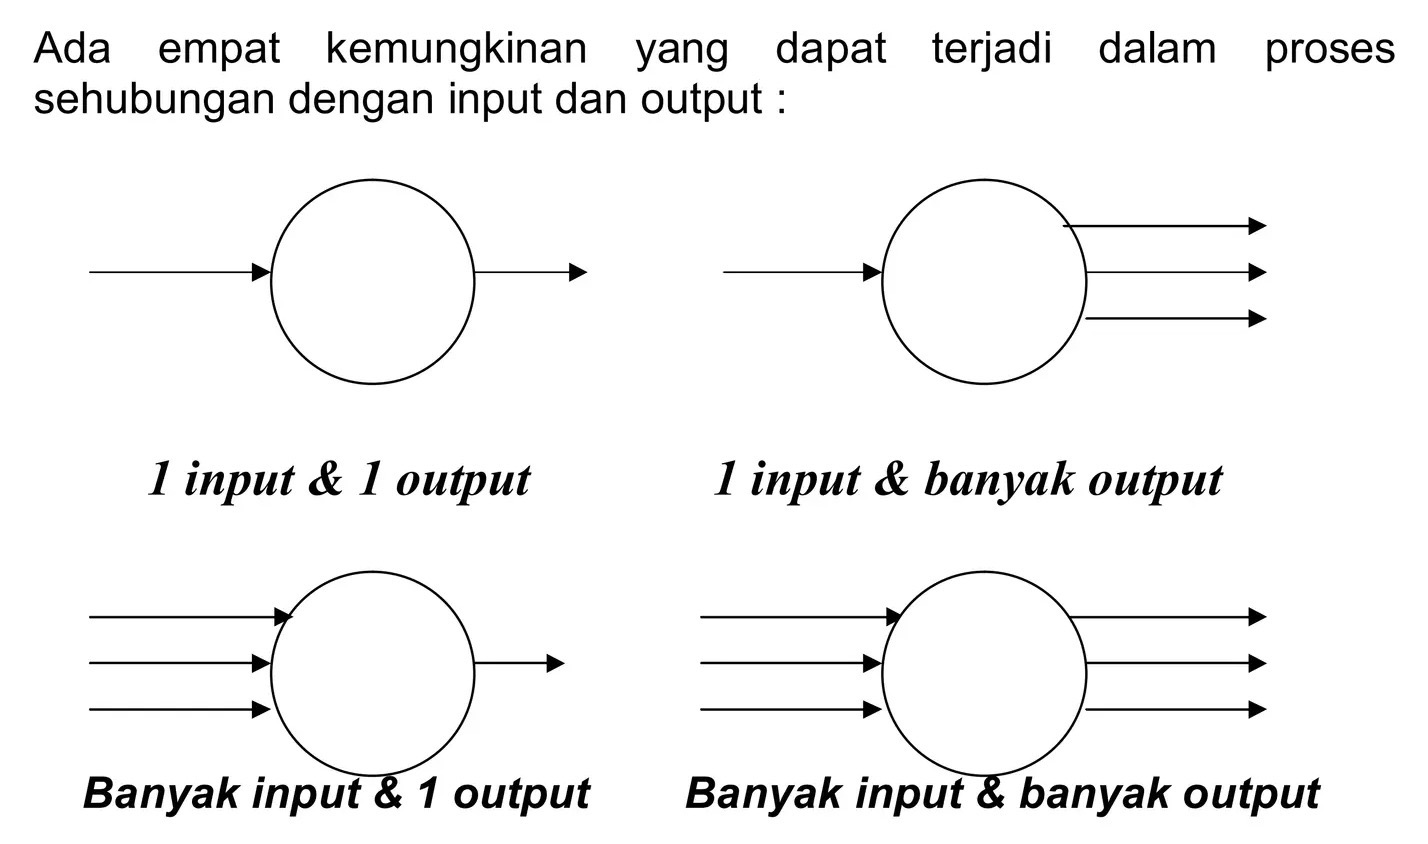 Ada empat kemungkinan yang dapat terjadi dalam proses
sehubungan dengan input dan output :
1 input & 1 output
1 input & banyak output
Banyak input & 1 output
Banyak input & banyak output